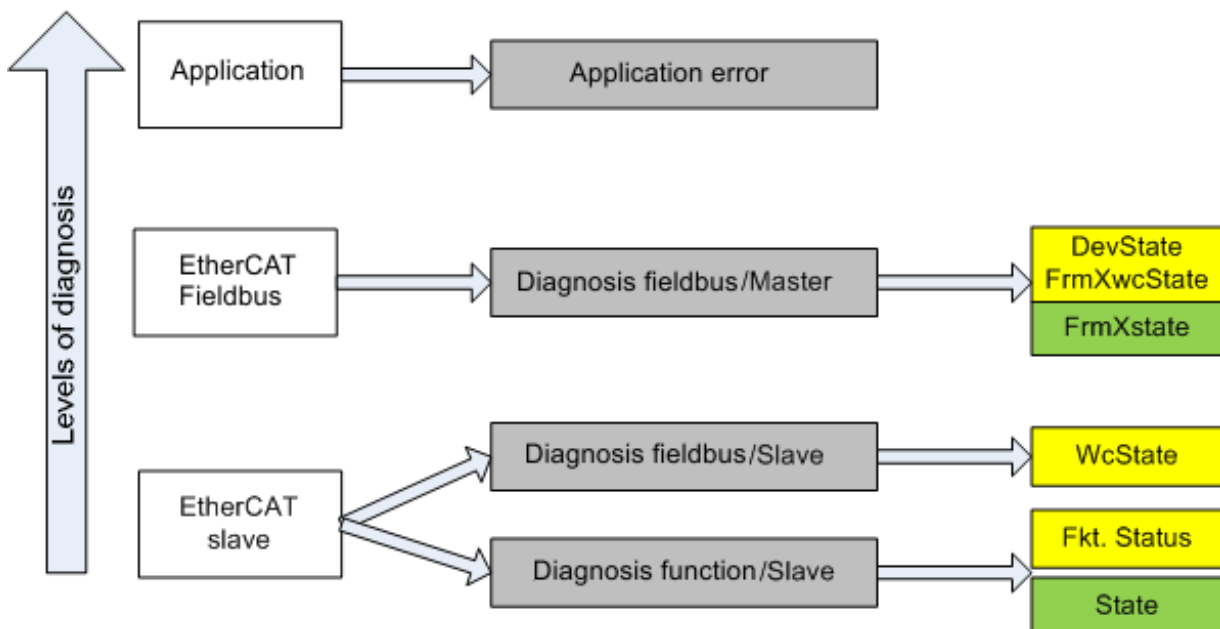 Levels of diagnosis
Application
Application error
EtherCAT
Fieldbus
Diagnosis fieldbus/Master
DevState
FrmXwcState
FrmXstate
EtherCAT
slave
Diagnosis fieldbus/Slave
WcState
Diagnosis function/Slave
Fkt. Status
State